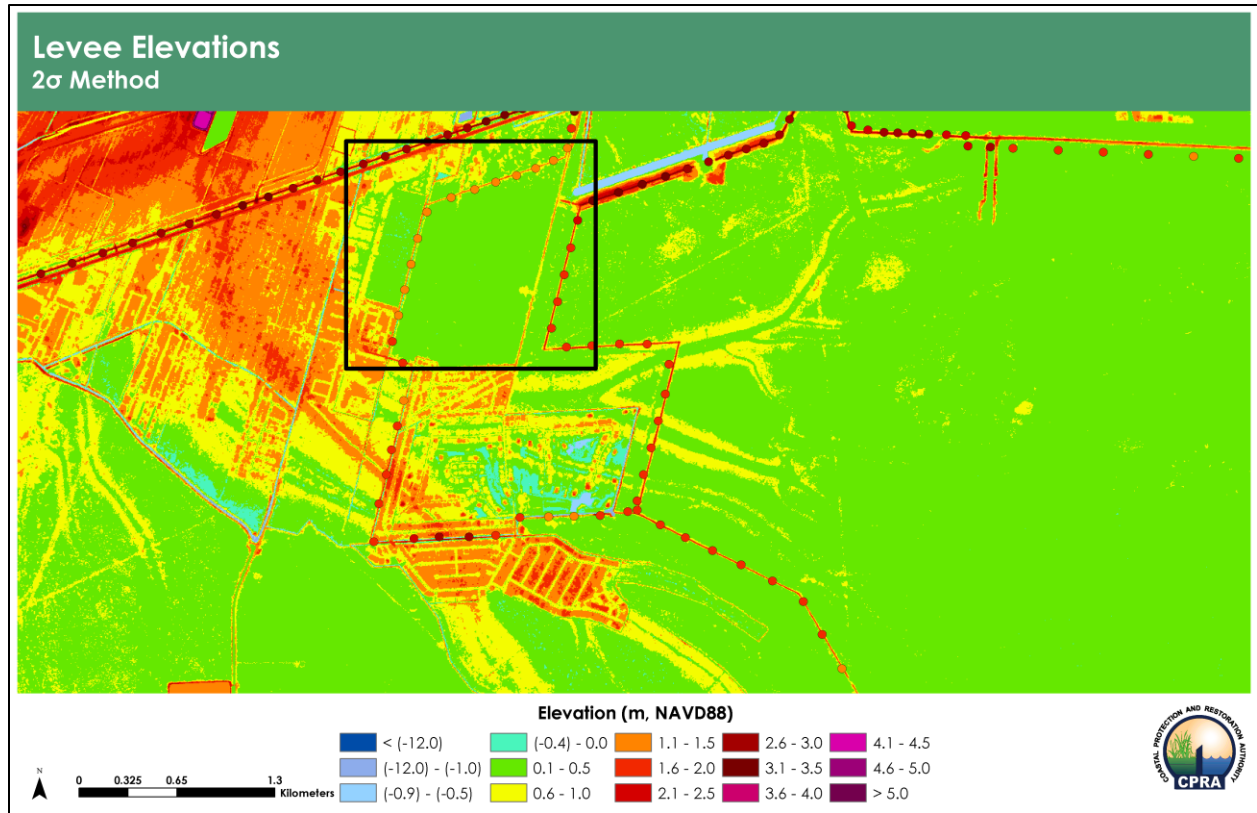 Levee Elevations
2σ Method
Elevation (m, NAVD88)
< (-12.0)
(-12.0) - (-1.0)
(-0.9) - (-0.5)
(-0.4) - 0.0
0.1 - 0.5
0.6 - 1.0
1.1 - 1.5
1.6 - 2.0
2.1 - 2.5
2.6 - 3.0
3.1 - 3.5
3.6 - 4.0
4.1 - 4.5
4.6 - 5.0
> 5.0
N
0 0.325 0.65 1.3
Kilometers
COASTAL PROTECTION AND RESTORATION AUTHORITY
CPRA